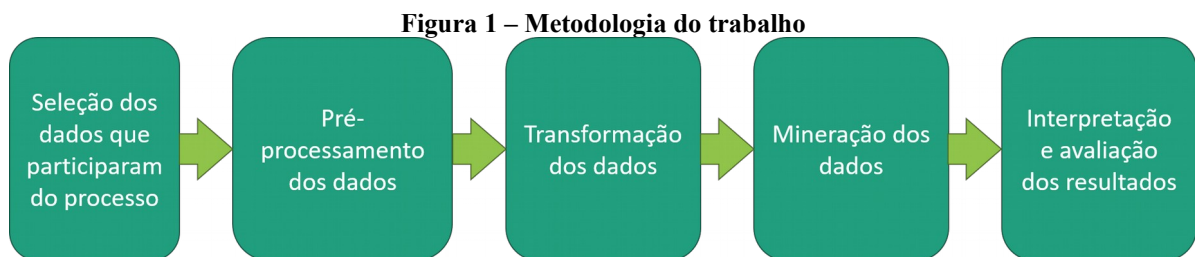 Figura 1 – Metodologia do trabalho
Seleção dos
dados que
participaram
do processo
Pré-
processamento
dos dados
Transformação
dos dados
Mineração dos
dados
Interpretação
e avaliação
dos resultados